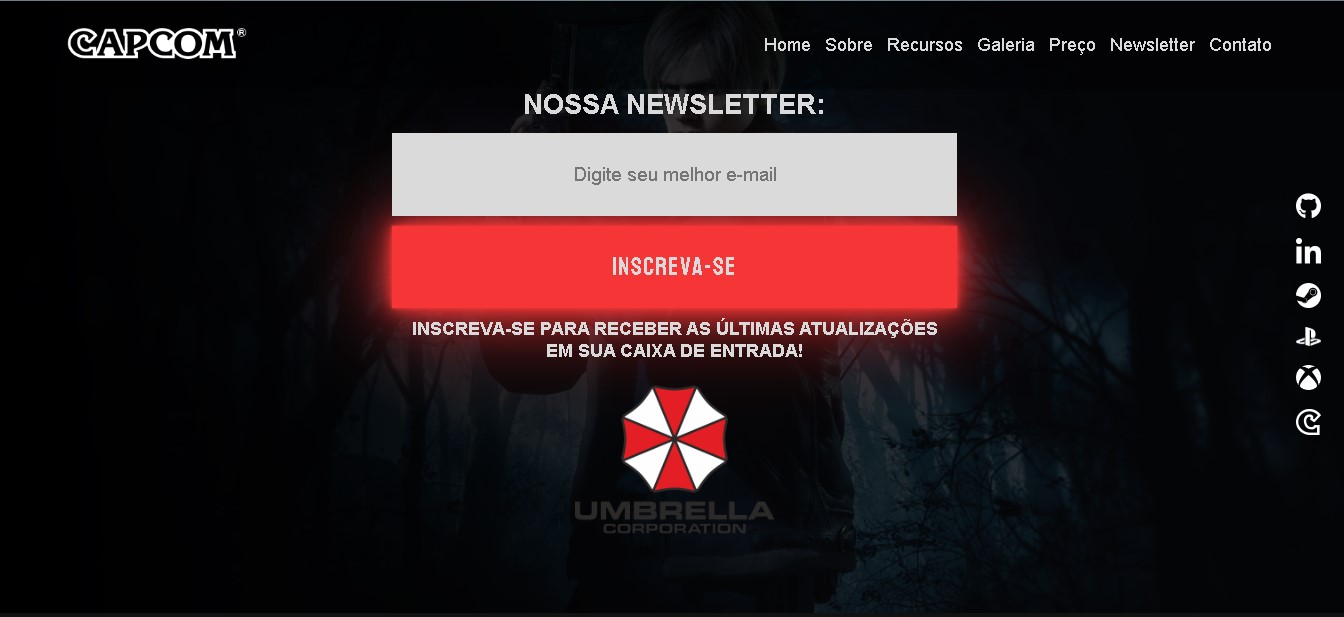 CAPCOM®
Home Sobre Recursos Galeria Preço Newsletter Contato
NOSSA NEWSLETTER:
Digite seu melhor e-mail
INSCREVA-SE
INSCREVA-SE PARA RECEBER AS ÚLTIMAS ATUALIZAÇÕES
EM SUA CAIXA DE ENTRADA!
in
UMBRELLA
CORPORATION